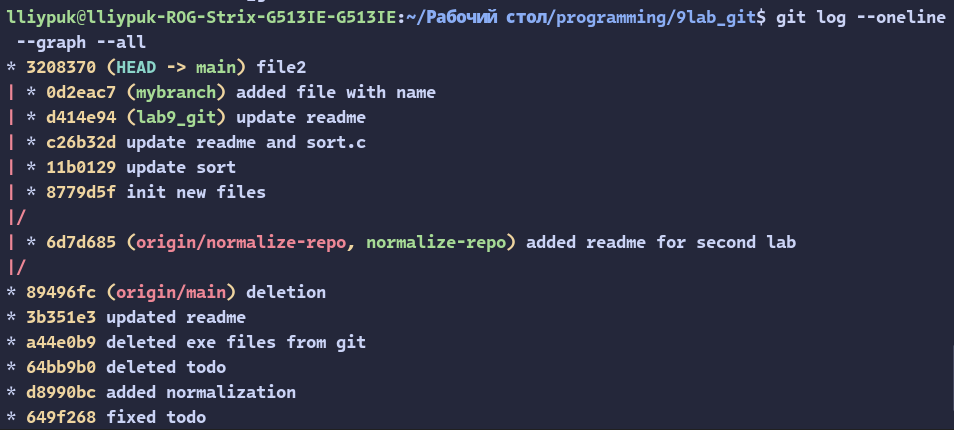 lliypuk@lliypuk-ROG-Strix-G513IE-G513IE:~/Рабочий стол/programming/9lab_git$ git log --oneline
--graph --all
* 3208370 (HEAD -> main) file2
| * 0d2eac7 (mybranch) added file with name
| * d414e94 (lab9_git) update readme
| * c26b32d update readme and sort.c
| * 11b0129 update sort
| * 8779d5f init new files
|/
| * 6d7d685 (origin/normalize-repo, normalize-repo) added readme for second lab
|/
* 89496fc (origin/main) deletion
* 3b351e3 updated readme
* a44e0b9 deleted exe files from git
* 64bb9b0 deleted todo
* d8990bc added normalization
* 649f268 fixed todo